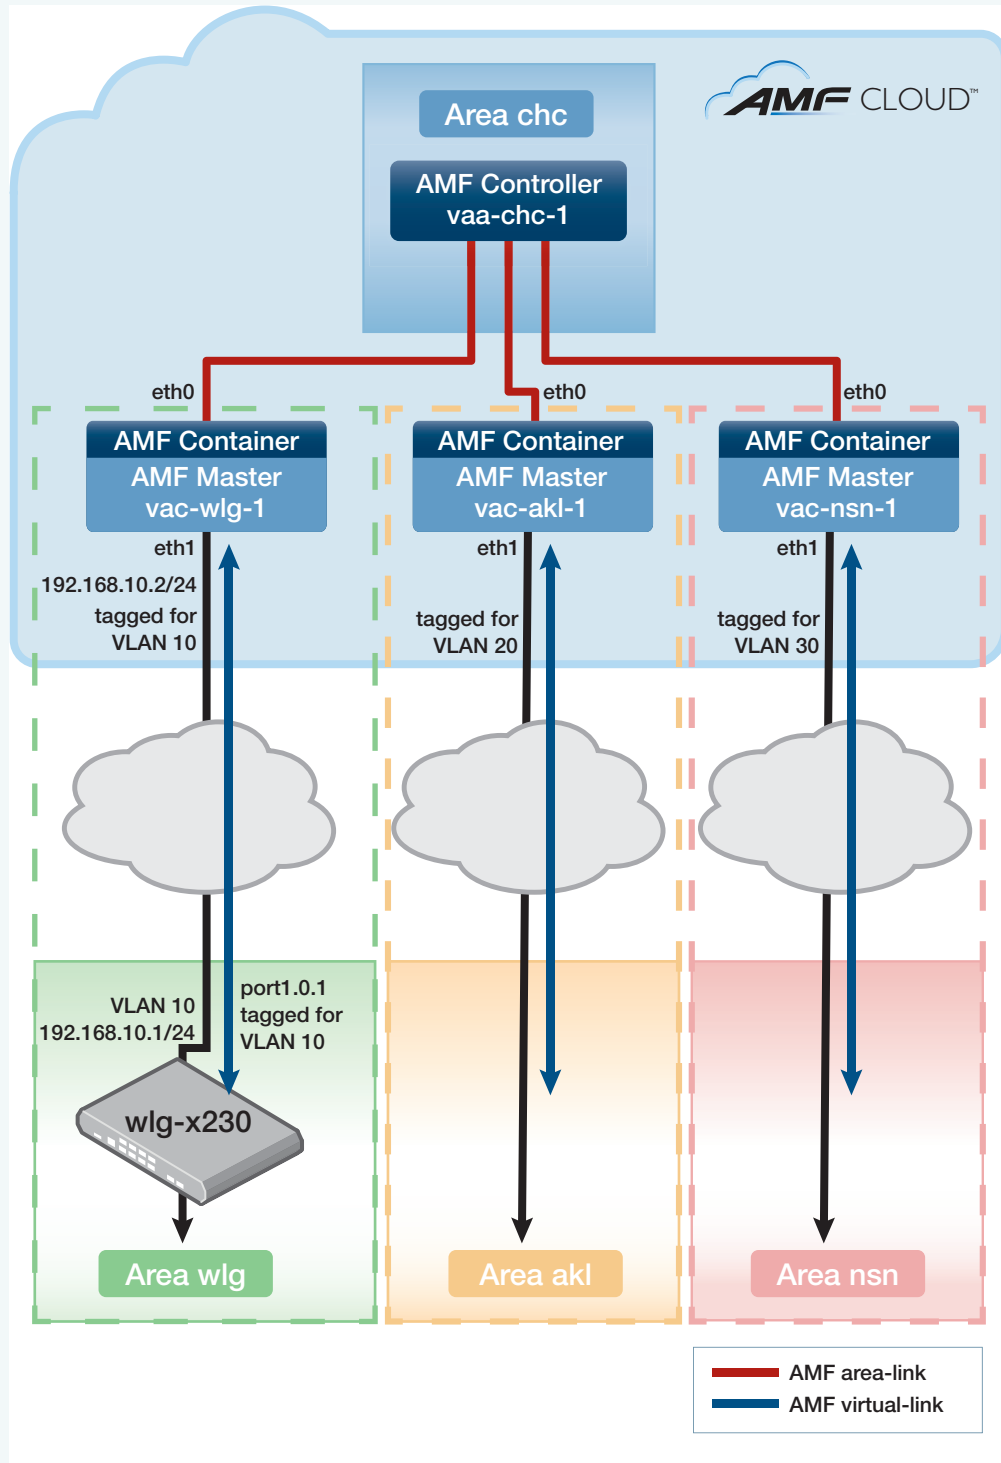 AMF CLOUD™
Area chc
AMF Controller
vaa-chc-1
eth0
eth0
eth0
AMF Container
AMF Master
vac-wlg-1
AMF Container
AMF Master
vac-akl-1
AMF Container
AMF Master
vac-nsn-1
eth1
192.168.10.2/24
tagged for
VLAN 10
eth1
tagged for
VLAN 20
eth1
tagged for
VLAN 30
VLAN 10
192.168.10.1/24
port1.0.1
tagged for
VLAN 10
wlg-x230
Area wlg
Area akl
Area nsn
AMF area-link
AMF virtual-link